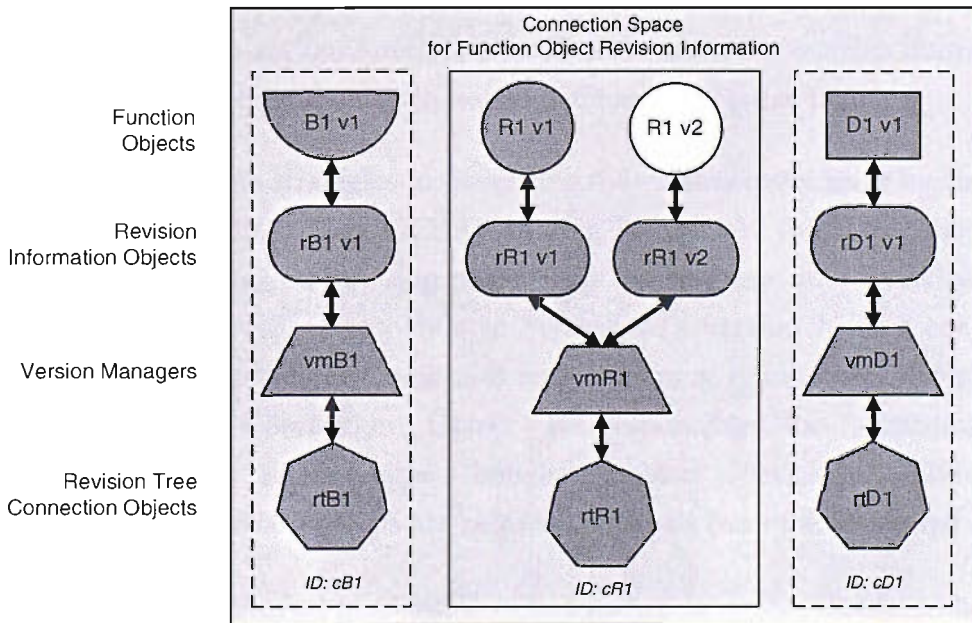 Connection Space
for Function Object Revision Information
Function
Objects
B1 v1
R1 v1
R1 v2
D1 v1
Revision
Information Objects
rB1 v1
rR1 v1
rR1 v2
rD1 v1
Version Managers
vmB1
vmR1
vmD1
Revision Tree
Connection Objects
rtB1
rtR1
rtD1
ID: cB1
ID: cR1
ID: cD1